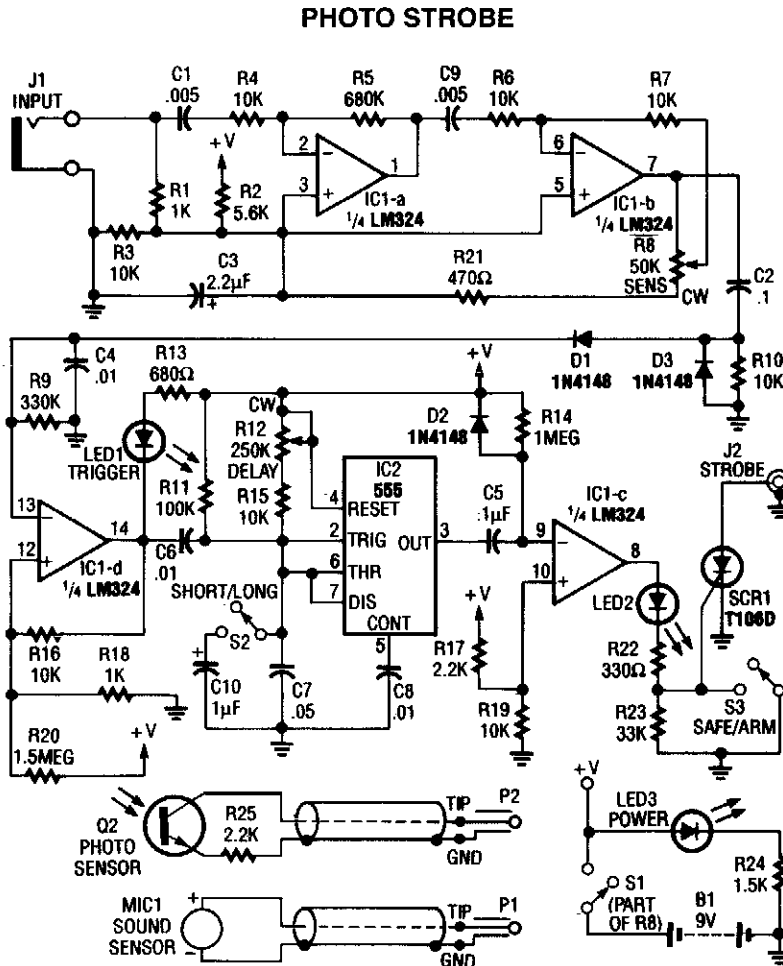 PHOTO STROBE
J1
INPUT
C1
.005
R4
10K
R5
680K
C9
.005
R6
10K
R7
10K
+V
2
−
3
+
1
6
−
5
+
7
R1
1K
R2
5.6K
IC1-a
1/4 LM324
IC1-b
1/4 LM324
R3
10K
C3
2.2µF
+
R21
470Ω
R8
50K
SENS
CW
C2
.1
C4
.01
R9
330K
R13
680Ω
+V
D1
1N4148
D3
1N4148
R10
10K
LED1
TRIGGER
R11
100K
CW
R12
250K
DELAY
R15
10K
D2
1N4148
R14
1MEG
J2
STROBE
IC2
555
4
RESET
2
TRIG
OUT
3
6
THR
7
DIS
CONT
5
C5
.1µF
IC1-c
1/4 LM324
9
−
10
+
8
13
−
12
+
14
IC1-d
1/4 LM324
C6
.01
SHORT/LONG
S2
+V
LED2
SCR1
T106D
R16
10K
R18
1K
+
C10
1µF
C7
.05
C8
.01
R17
2.2K
R22
330Ω
S3
SAFE/ARM
R20
1.5MEG
+V
R19
10K
R23
33K
Q2
PHOTO
SENSOR
R25
2.2K
TIP
P2
GND
+V
LED3
POWER
R24
1.5K
MIC1
SOUND
SENSOR
+
−
TIP
P1
GND
S1
(PART
OF R8)
B1
9V